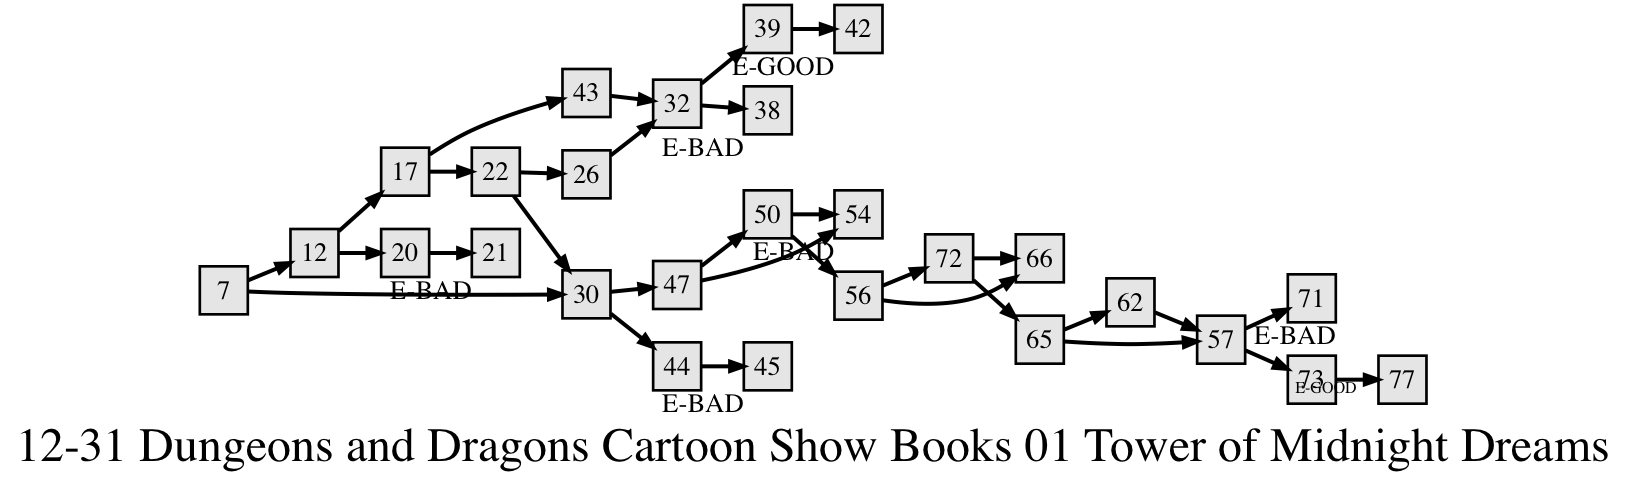 39 42
E-GOOD
43 32 38
E-BAD
17 22 26
50 54
E-BAD
12 20 21
72 66
7 30 47 56
E-BAD
62 71
65 57
E-BAD
44 45
73 77
E-GOOD
E-BAD
12-31 Dungeons and Dragons Cartoon Show Books 01 Tower of Midnight Dreams